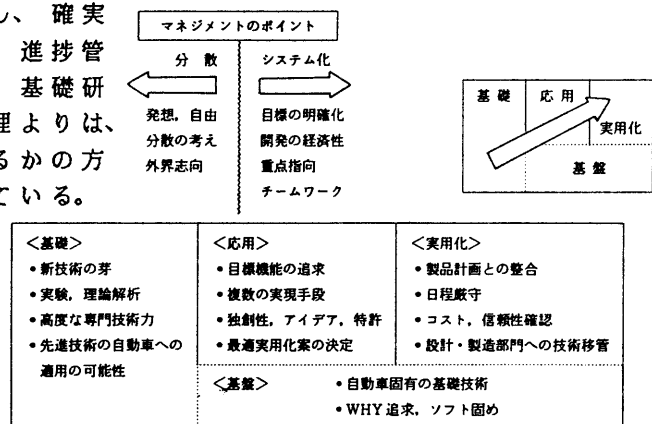 し、 確実
進捗管
基礎研
理よりは、
るかの方
ている。
マネジメントのポイント
分 散
発想,自由
分散の考え
外界志向
システム化
目標の明確化
開発の経済性
重点指向
チームワーク
基 礎
応 用
実用化
基 盤
<基礎>
• 新技術の芽
• 実験,理論解析
• 高度な専門技術力
• 先進技術の自動車への
適用の可能性
<応用>
• 目標機能の追求
• 複数の実現手段
• 独創性,アイデア,特許
• 最適実用化案の決定
<実用化>
• 製品計画との整合
• 日程厳守
• コスト,信頼性確認
• 設計・製造部門への技術移管
<基盤>
• 自動車固有の基礎技術
• WHY追求,ソフト固め